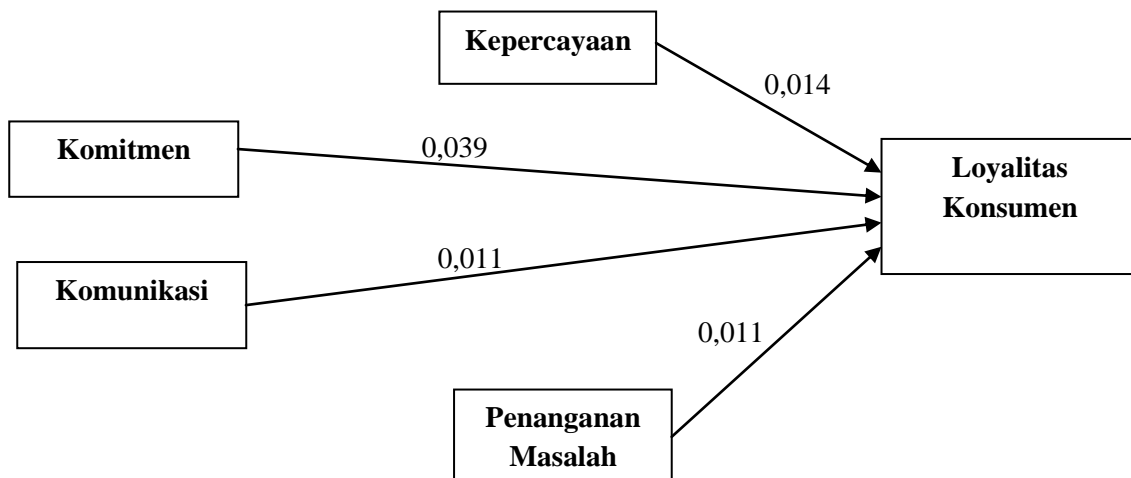 Kepercayaan
0,014
Komitmen
0,039
Loyalitas
Konsumen
Komunikasi
0,011
0,011
Penanganan
Masalah